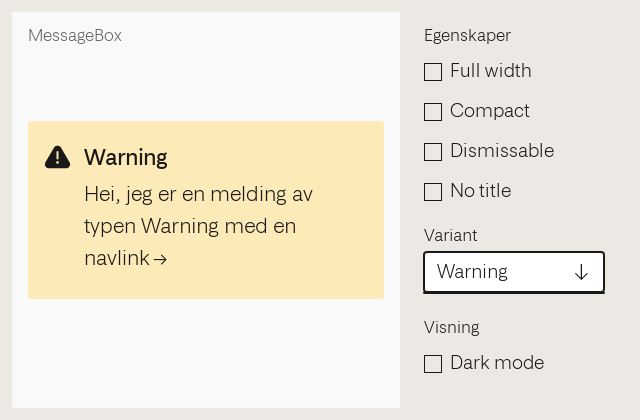 MessageBox
Warning
Hei, jeg er en melding av
typen Warning med en
navlink→
Egenskaper
Full width
Compact
Dismissable
No title
Variant
Warning
Visning
Dark mode